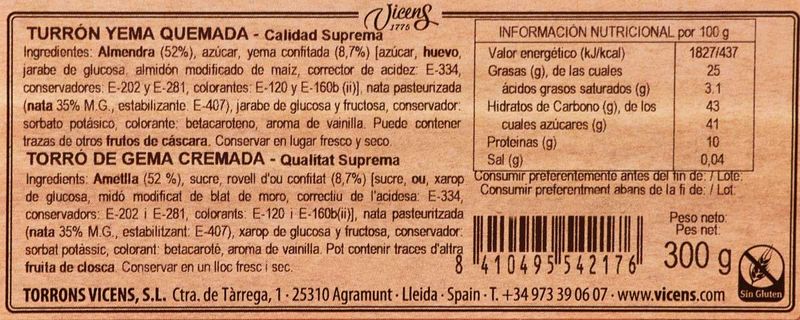 Vicens
1775
TURRÓN YEMA QUEMADA - Calidad Suprema
Ingredientes: Almendra (52%), azúcar, yema confitada (8,7%) [azúcar, huevo,
jarabe de glucosa, almidón modificado de maíz, corrector de acidez: E-334,
conservadores: E-202 y E-281, colorantes: E-120 y E-160b (ii)], nata pasteurizada
(nata 35% M.G., estabilizante: E-407), jarabe de glucosa y fructosa, conservador:
sorbato potásico, colorante: betacaroteno, aroma de vainilla. Puede contener
trazas de otros frutos de cáscara. Conservar en lugar fresco y seco.
TORRÓ DE GEMA CREMADA - Qualitat Suprema
Ingredients: Ametlla (52 %), sucre, rovell d'ou confitat (8,7%) [sucre, ou, xarop
de glucosa, midó modificat de blat de moro, correctiu de l'acidesa: E-334,
conservadors: E-202 i E-281, colorants: E-120 i E-160b(ii)], nata pasteuritzada
(nata 35% M.G., estabilitzant: E-407), xarop de glucosa y fructosa, conservador:
sorbat potàssic, colorant: betacaroté, aroma de vainilla. Pot contenir traces d'altra
fruita de closca. Conservar en un lloc fresc i sec.
INFORMACIÓN NUTRICIONAL por 100 g
Valor energético (kJ/kcal) 1827/437
Grasas (g), de las cuales 25
ácidos grasos saturados (g) 3.1
Hidratos de Carbono (g), de los 43
cuales azúcares (g) 41
Proteinas (g) 10
Sal (g) 0,04
Consumir preferentemente antes del fin de: / Lote:
Consumir preferentment abans de la fi de: / Lot:
8 410495 542176
Peso neto:
Pes net:
300 g
Sin Gluten
TORRONS VICENS, S.L. Ctra. de Tàrrega, 1 · 25310 Agramunt · Lleida · Spain · T. +34 973 39 06 07 · www.vicens.com